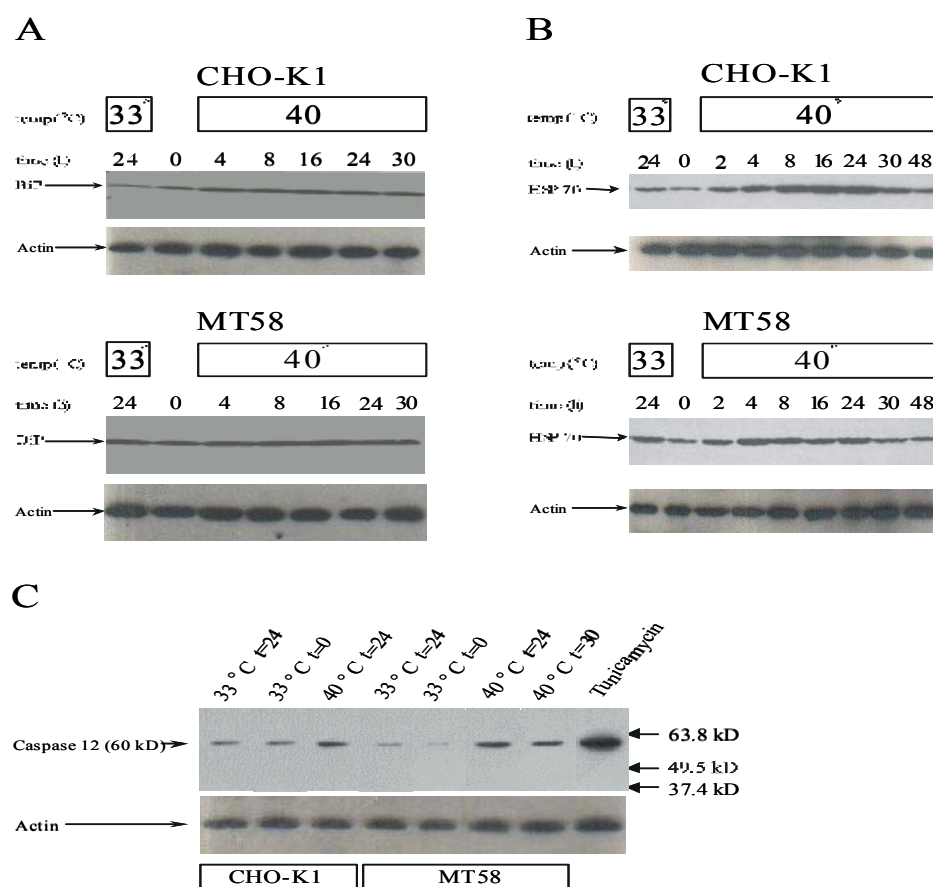 A
B
CHO-K1
33° 40
24 0 4 8 16 24 30
Actin
MT58
33° 40°
24 0 4 8 16 24 30
Actin
CHO-K1
33° 40°
24 0 2 4 8 16 24 30 48
HSP 70
Actin
MT58
33 40°
24 0 2 4 8 16 24 30 48
HSP 70
Actin
C
33°C t=24
33°C t=0
40°C t=24
33°C t=24
33°C t=0
40°C t=24
40°C t=30
Tunicamycin
Caspase 12 (60 kD)
63.8 kD
49.5 kD
37.4 kD
Actin
CHO-K1 MT58